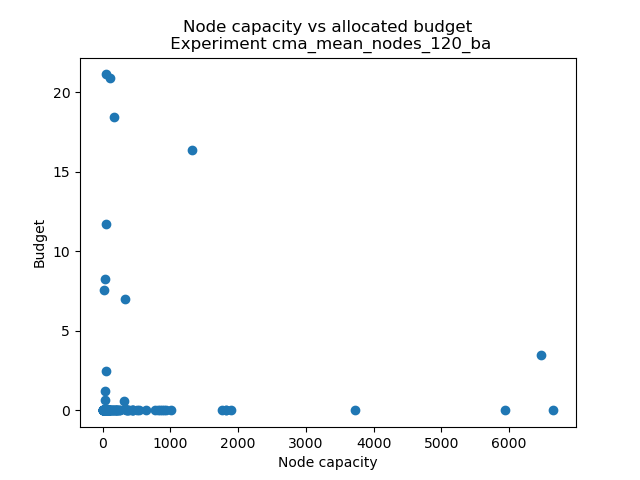 Node capacity vs allocated budget
Experiment cma_mean_nodes_120_ba
20
15
10
5
0
Budget
0 1000 2000 3000 4000 5000 6000
Node capacity